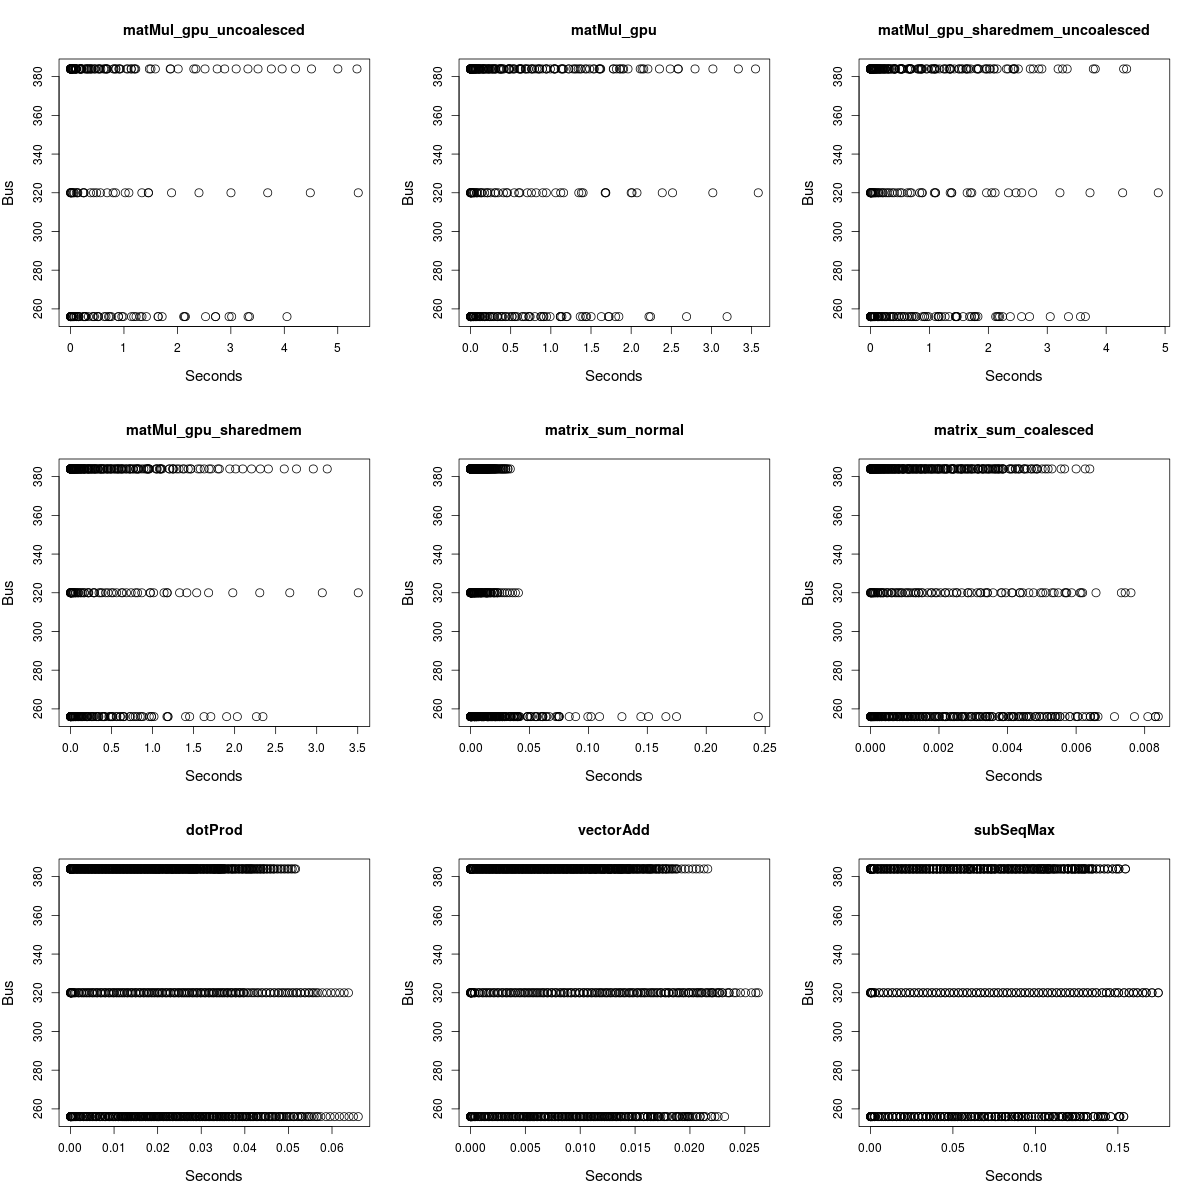 matMul_gpu_uncoalesced
Bus
260 280 300 320 340 360 380
0 1 2 3 4 5
Seconds
matMul_gpu
Bus
260 280 300 320 340 360 380
0.0 0.5 1.0 1.5 2.0 2.5 3.0 3.5
Seconds
matMul_gpu_sharedmem_uncoalesced
Bus
260 280 300 320 340 360 380
0 1 2 3 4 5
Seconds
matMul_gpu_sharedmem
Bus
260 280 300 320 340 360 380
0.0 0.5 1.0 1.5 2.0 2.5 3.0 3.5
Seconds
matrix_sum_normal
Bus
260 280 300 320 340 360 380
0.00 0.05 0.10 0.15 0.20 0.25
Seconds
matrix_sum_coalesced
Bus
260 280 300 320 340 360 380
0.000 0.002 0.004 0.006 0.008
Seconds
dotProd
Bus
260 280 300 320 340 360 380
0.00 0.01 0.02 0.03 0.04 0.05 0.06
Seconds
vectorAdd
Bus
260 280 300 320 340 360 380
0.000 0.005 0.010 0.015 0.020 0.025
Seconds
subSeqMax
Bus
260 280 300 320 340 360 380
0.00 0.05 0.10 0.15
Seconds